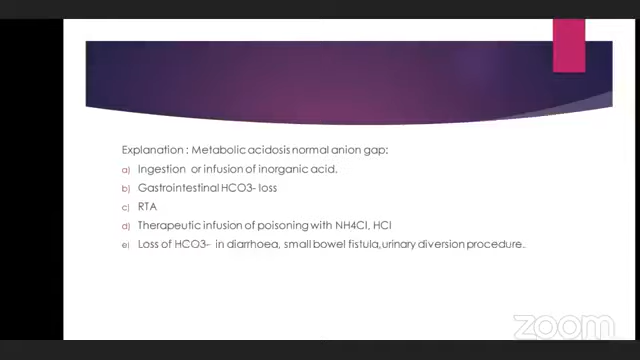 Explanation : Metabolic acidosis normal anion gap:
a) Ingestion or infusion of inorganic acid.
b) Gastrointestinal HCO3- loss
c) RTA
d) Therapeutic infusion of poisoning with NH4Cl, HCl
e) Loss of HCO3- in diarrhoea, small bowel fistula,urinary diversion procedure.
zoom